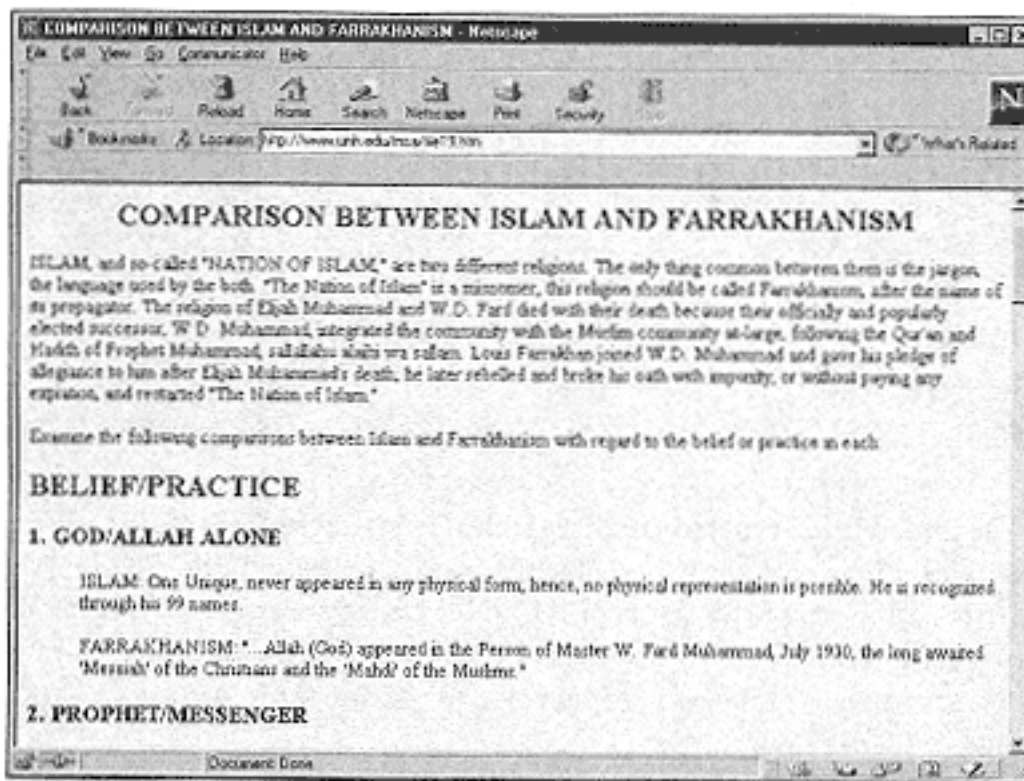 COMPARISON BETWEEN ISLAM AND FARRAKHANISM - Netscape
File Edit View Go Communicator Help
Back Forward Reload Home Search Netscape Print Security Stop
Bookmarks Location What's Related
COMPARISON BETWEEN ISLAM AND FARRAKHANISM
ISLAM, and so-called "NATION OF ISLAM," are two different religions. The only thing common between them is the jargon,
the language used by the both. "The Nation of Islam" is a misnomer, this religion should be called Farrakhanism, after the name of
its propagator. The religion of Elijah Muhammad and W.D. Fard died with their death because their officially and popularly
elected successor, W.D. Muhammad, integrated the community with the Muslim community at-large, following the Qur'an and
Hadith of Prophet Muhammad, sallallahu alaihi wa sallam. Louis Farrakhan joined W.D. Muhammad and gave his pledge of
allegiance to him after Elijah Muhammad's death, he later rebelled and broke his oath with impunity, or without paying any
expiation, and restarted "The Nation of Islam."
Examine the following comparisons between Islam and Farrakhanism with regard to the belief or practice in each
BELIEF/PRACTICE
1. GOD/ALLAH ALONE
ISLAM: One Unique, never appeared in any physical form, hence, no physical representation is possible. He is recognized
through his 99 names.
FARRAKHANISM: "...Allah (God) appeared in the Person of Master W. Fard Muhammad, July 1930, the long awaited
'Messiah' of the Christians and the 'Mahdi' of the Muslims."
2. PROPHET/MESSENGER
Document: Done